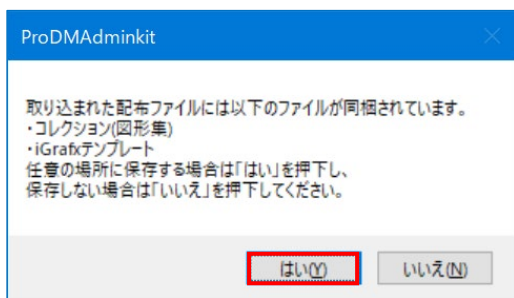 ProDMAdminkit
取り込まれた配布ファイルには以下のファイルが同梱されています。
・コレクション(図形集)
・iGrafxテンプレート
任意の場所に保存する場合は「はい」を押下し、
保存しない場合は「いいえ」を押下してください。
はい(Y)
いいえ(N)